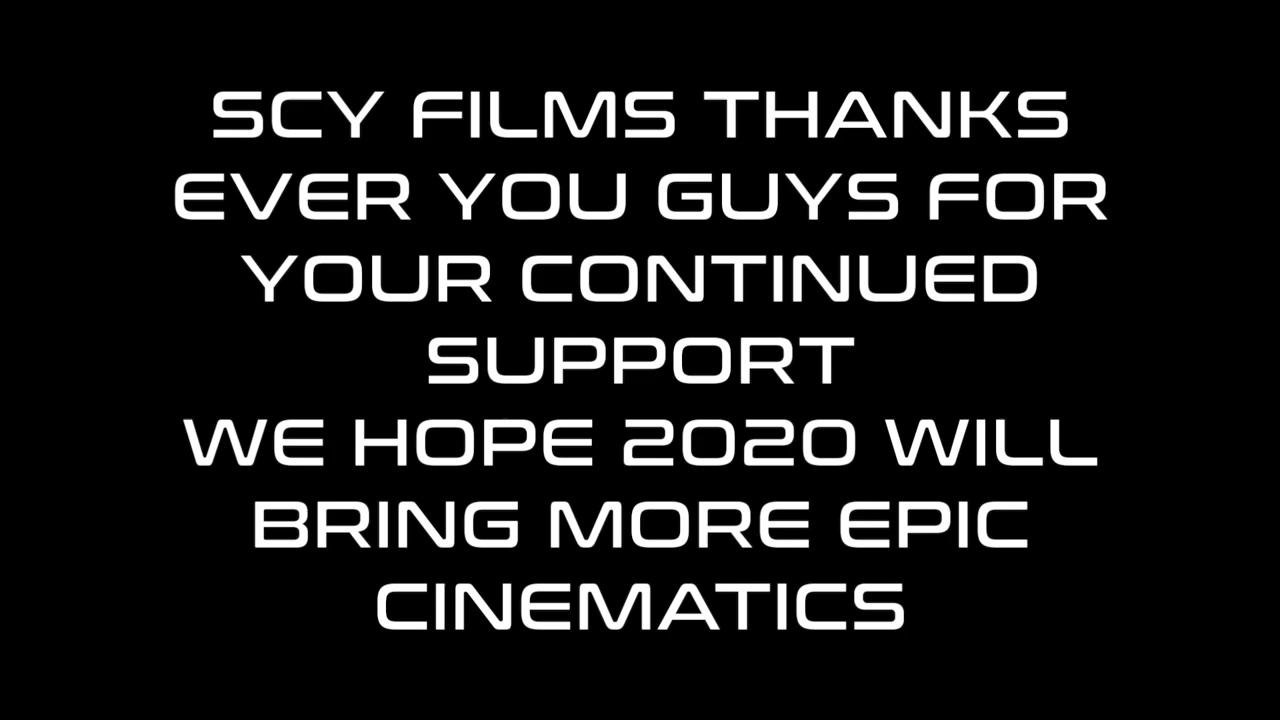 SCY FILMS THANKS
EVER YOU GUYS FOR
YOUR CONTINUED
SUPPORT
WE HOPE 2020 WILL
BRING MORE EPIC
CINEMATICS